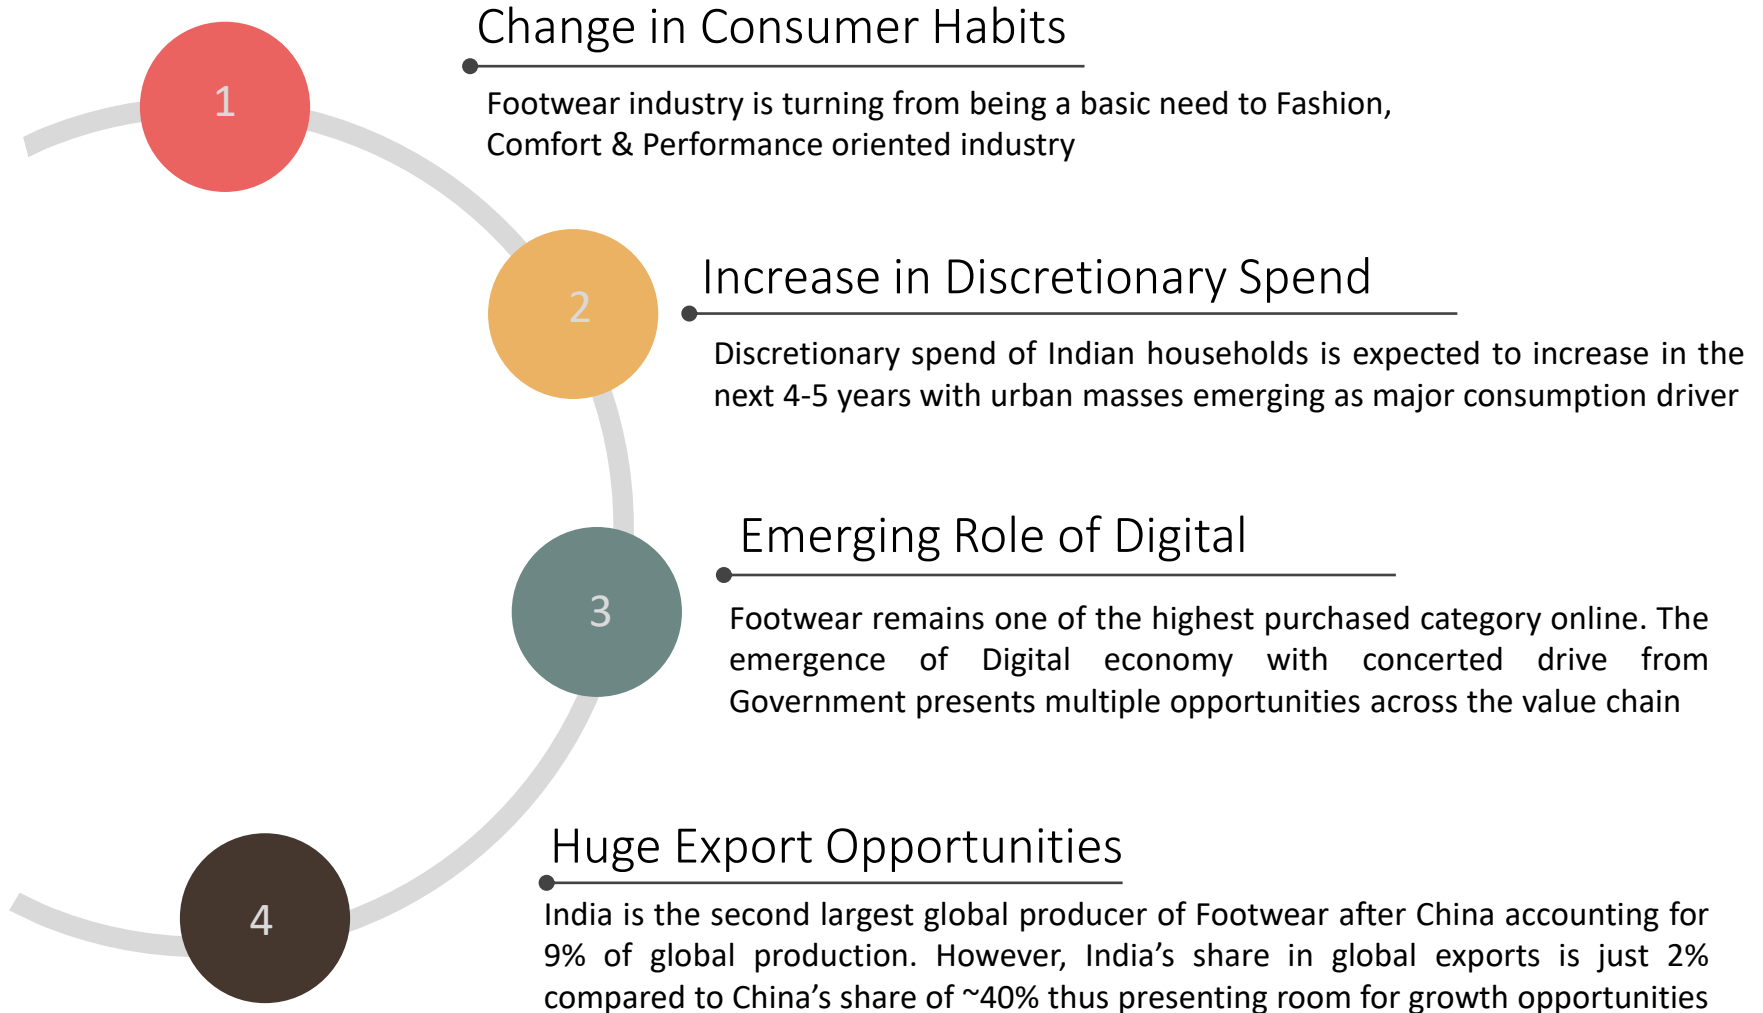 1
Change in Consumer Habits
Footwear industry is turning from being a basic need to Fashion,
Comfort & Performance oriented industry
2
Increase in Discretionary Spend
Discretionary spend of Indian households is expected to increase in the
next 4-5 years with urban masses emerging as major consumption driver
3
Emerging Role of Digital
Footwear remains one of the highest purchased category online. The
emergence of Digital economy with concerted drive from
Government presents multiple opportunities across the value chain
4
Huge Export Opportunities
India is the second largest global producer of Footwear after China accounting for
9% of global production. However, India’s share in global exports is just 2%
compared to China’s share of ~40% thus presenting room for growth opportunities